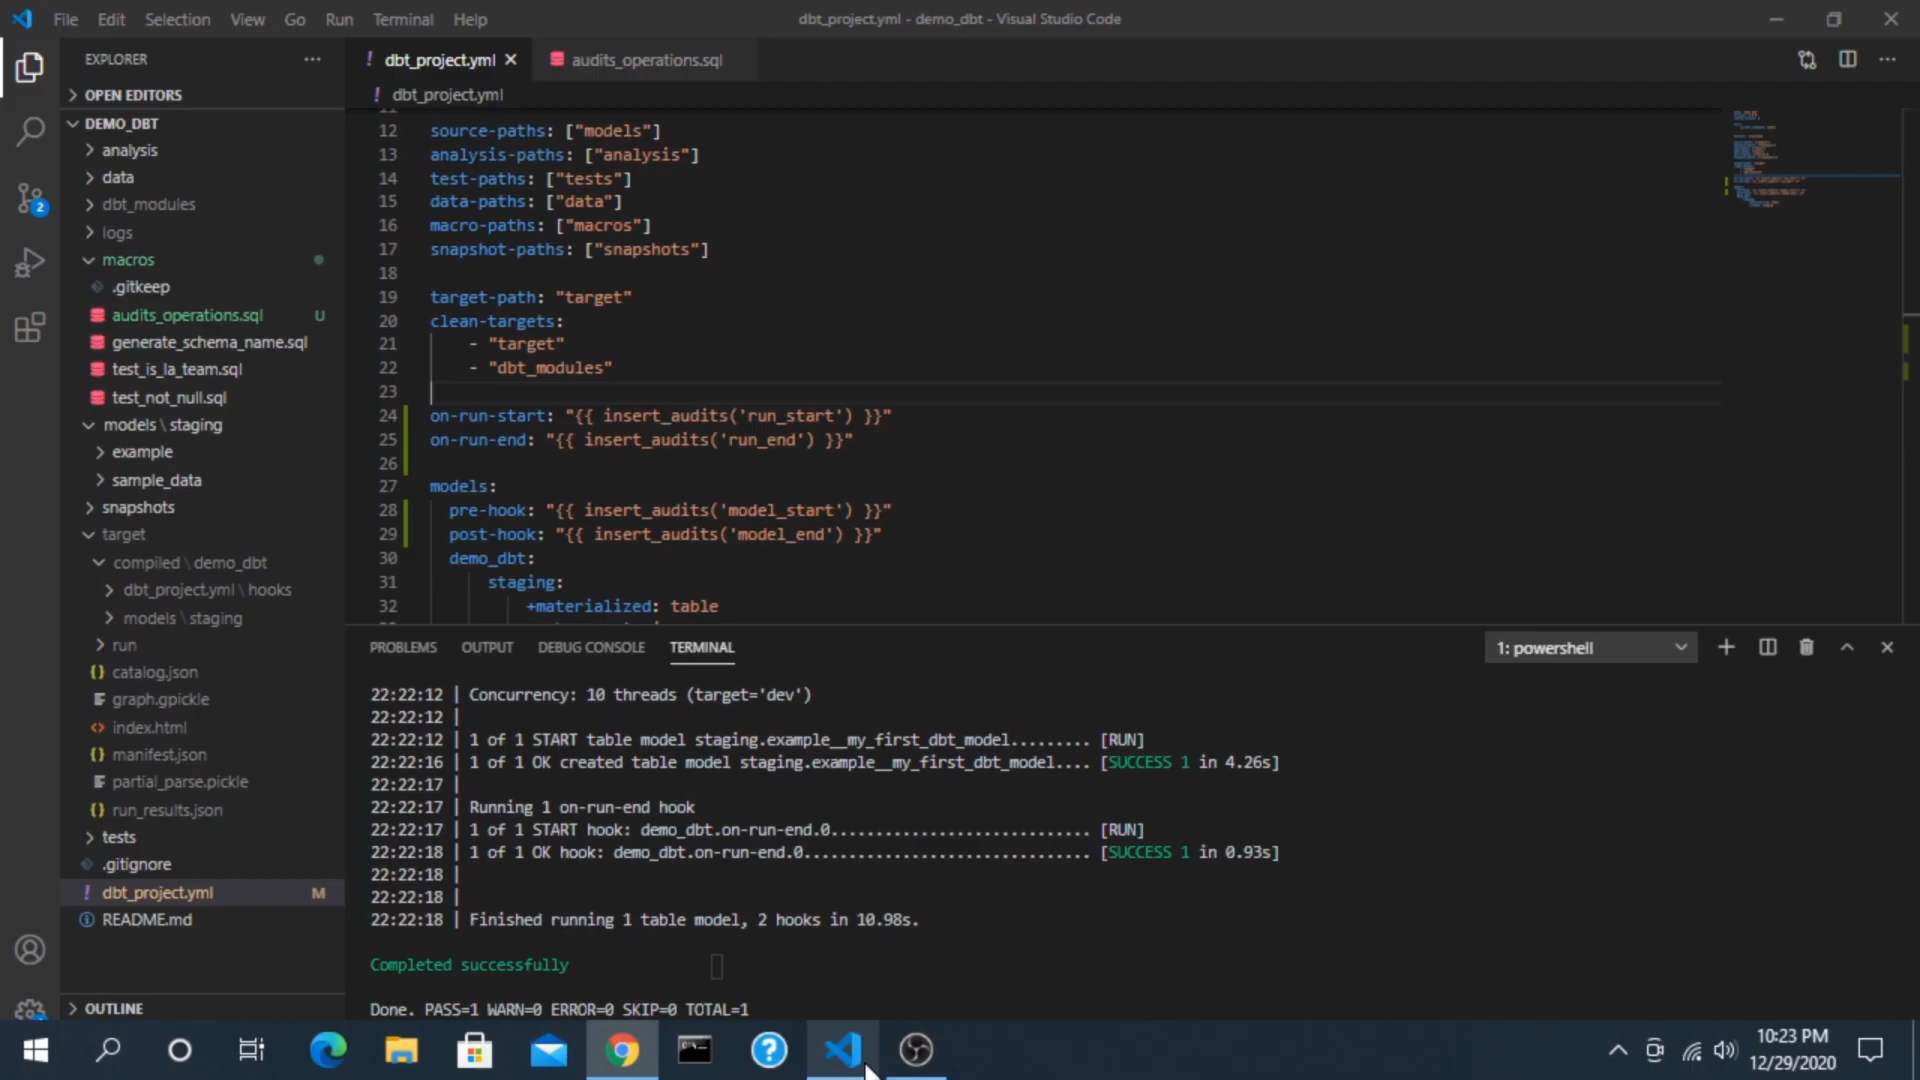 File Edit Selection View Go Run Terminal Help
dbt_project.yml - demo_dbt - Visual Studio Code
EXPLORER
OPEN EDITORS
DEMO_DBT
analysis
data
dbt_modules
logs
macros
.gitkeep
audits_operations.sql U
generate_schema_name.sql
test_is_la_team.sql
test_not_null.sql
models \ staging
example
sample_data
snapshots
target
compiled \ demo_dbt
dbt_project.yml \ hooks
models \ staging
run
catalog.json
graph.gpickle
index.html
manifest.json
partial_parse.pickle
run_results.json
tests
.gitignore
dbt_project.yml M
README.md
OUTLINE
2
dbt_project.yml
audits_operations.sql
dbt_project.yml
12 source-paths: ["models"]
13 analysis-paths: ["analysis"]
14 test-paths: ["tests"]
15 data-paths: ["data"]
16 macro-paths: ["macros"]
17 snapshot-paths: ["snapshots"]
18
19 target-path: "target"
20 clean-targets:
21 - "target"
22 - "dbt_modules"
23
24 on-run-start: "{{ insert_audits('run_start') }}"
25 on-run-end: "{{ insert_audits('run_end') }}"
26
27 models:
28 pre-hook: "{{ insert_audits('model_start') }}"
29 post-hook: "{{ insert_audits('model_end') }}"
30 demo_dbt:
31 staging:
32 +materialized: table
PROBLEMS OUTPUT DEBUG CONSOLE TERMINAL
1: powershell
22:22:12 | Concurrency: 10 threads (target='dev')
22:22:12 |
22:22:12 | 1 of 1 START table model staging.example__my_first_dbt_model......... [RUN]
22:22:16 | 1 of 1 OK created table model staging.example__my_first_dbt_model.... [SUCCESS 1 in 4.26s]
22:22:17 |
22:22:17 | Running 1 on-run-end hook
22:22:17 | 1 of 1 START hook: demo_dbt.on-run-end.0............................. [RUN]
22:22:18 | 1 of 1 OK hook: demo_dbt.on-run-end.0................................ [SUCCESS 1 in 0.93s]
22:22:18 |
22:22:18 |
22:22:18 | Finished running 1 table model, 2 hooks in 10.98s.
Completed successfully
Done. PASS=1 WARN=0 ERROR=0 SKIP=0 TOTAL=1
10:23 PM
12/29/2020